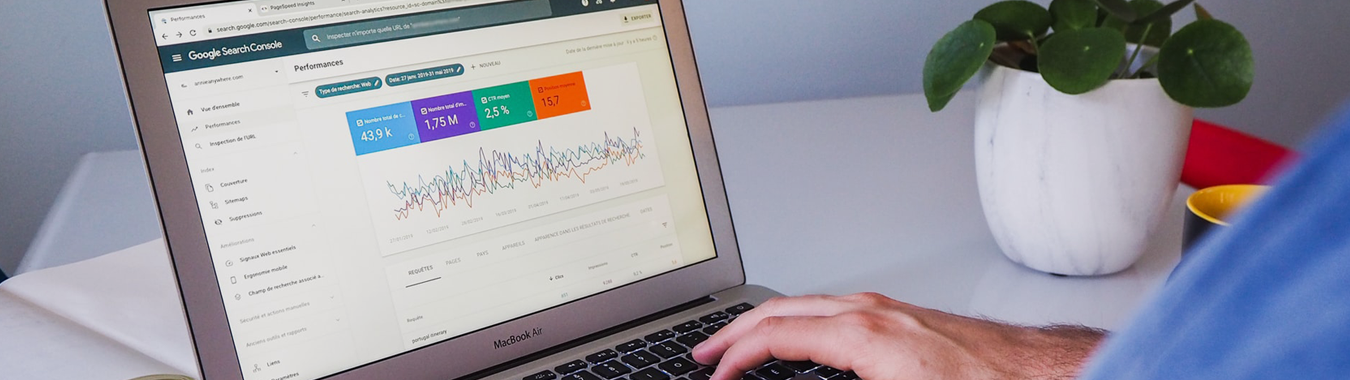 Performances
PageSpeed Insights
search.google.com/search-console/performance/search-analytics?resource_id=sc-domain
Google Search Console
Inspecter n'importe quelle URL de
EXPORTER
anywhere.com
Performances
Date de la dernière mise à jour : Il y a 5 heures
Type de recherche: Web
Date: 27 janv. 2019-31 mai 2019
NOUVEAU
Vue d'ensemble
Performances
Inspection de l'URL
Index
Couverture
Sitemaps
Suppressions
Améliorations
Signaux Web essentiels
Ergonomie mobile
Champ de recherche associé a...
Sécurité et actions manuelles
Anciens outils et rapports
Liens
Paramètres
Nombre total de c...
43,9 k
Nombre total d'im...
1,75 M
CTR moyen
2,5 %
15,7
REQUÊTES
PAGES
PAYS
APPAREILS
APPARENCE DANS LES RÉSULTATS DE RECHERCHE
DATES
Requête
Clics
Impressions
CTR
Position
portugal itinerary
MacBook Air